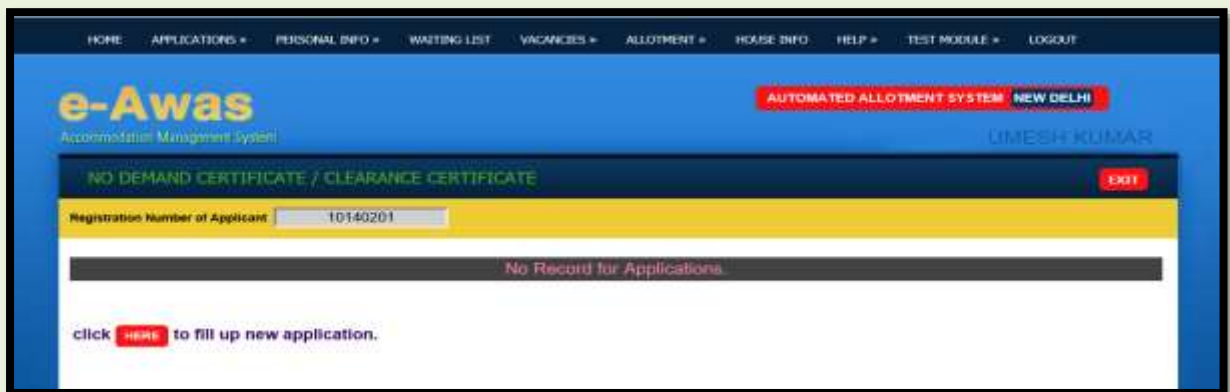 HOME APPLICATIONS » PERSONAL INFO » WAITING LIST VACANCIES » ALLOTMENT » HOUSE INFO HELP » TEST MODULE » LOGOUT
e-Awas
AUTOMATED ALLOTMENT SYSTEM NEW DELHI
Accommodation Management System
UMESH KUMAR
NO DEMAND CERTIFICATE / CLEARANCE CERTIFICATE EXIT
Registration Number of Applicant 10140201
No Record for Applications.
click HERE to fill up new application.